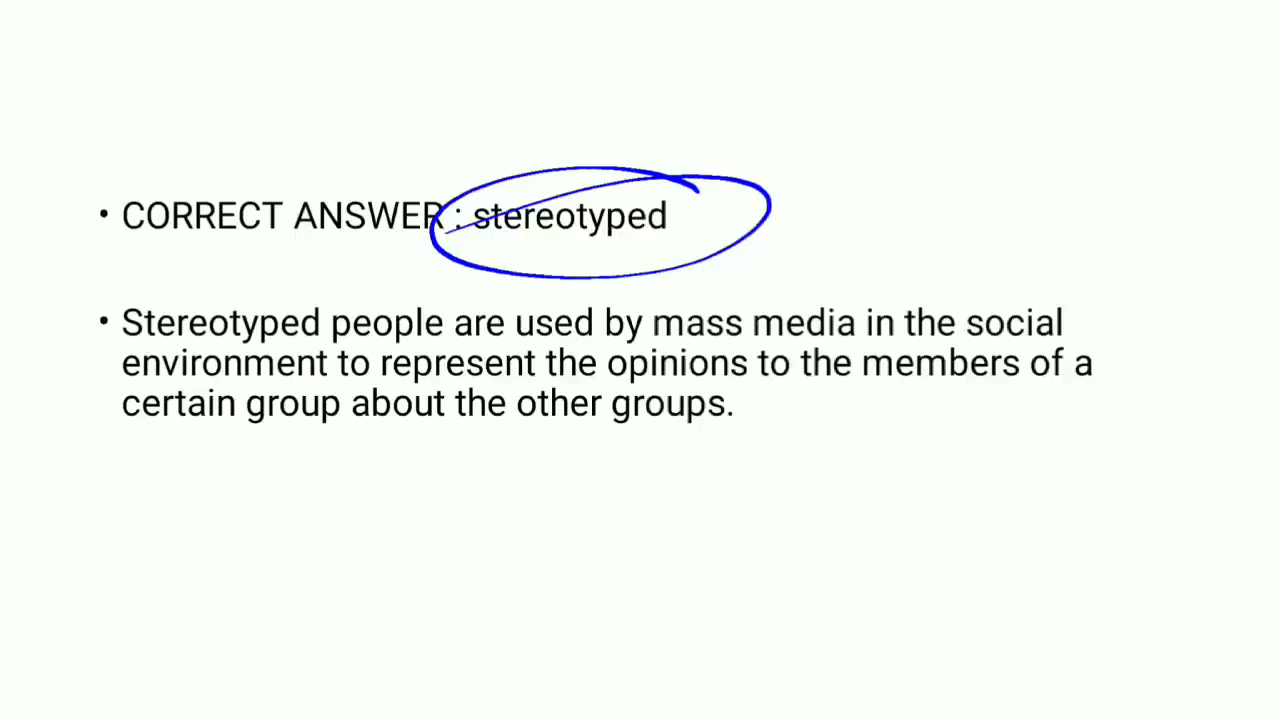 • CORRECT ANSWER : stereotyped
• Stereotyped people are used by mass media in the social
environment to represent the opinions to the members of a
certain group about the other groups.